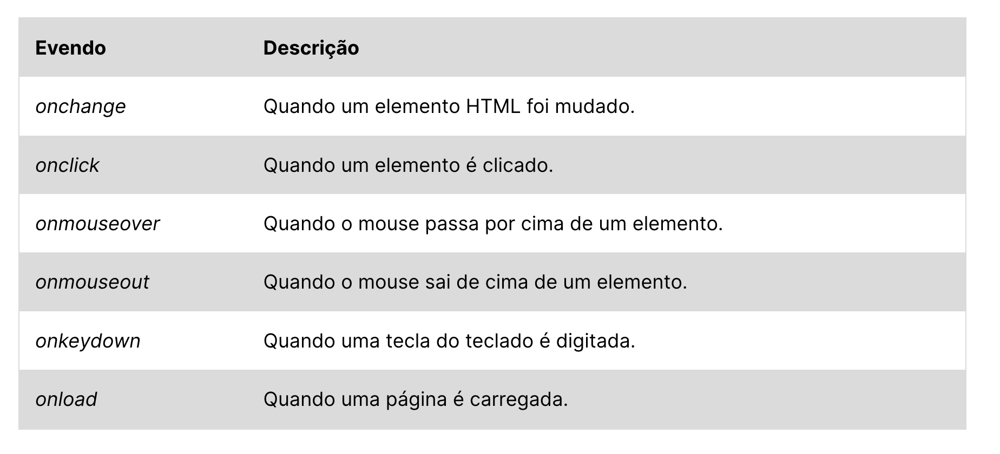 Evendo Descrição
onchange Quando um elemento HTML foi mudado.
onclick Quando um elemento é clicado.
onmouseover Quando o mouse passa por cima de um elemento.
onmouseout Quando o mouse sai de cima de um elemento.
onkeydown Quando uma tecla do teclado é digitada.
onload Quando uma página é carregada.